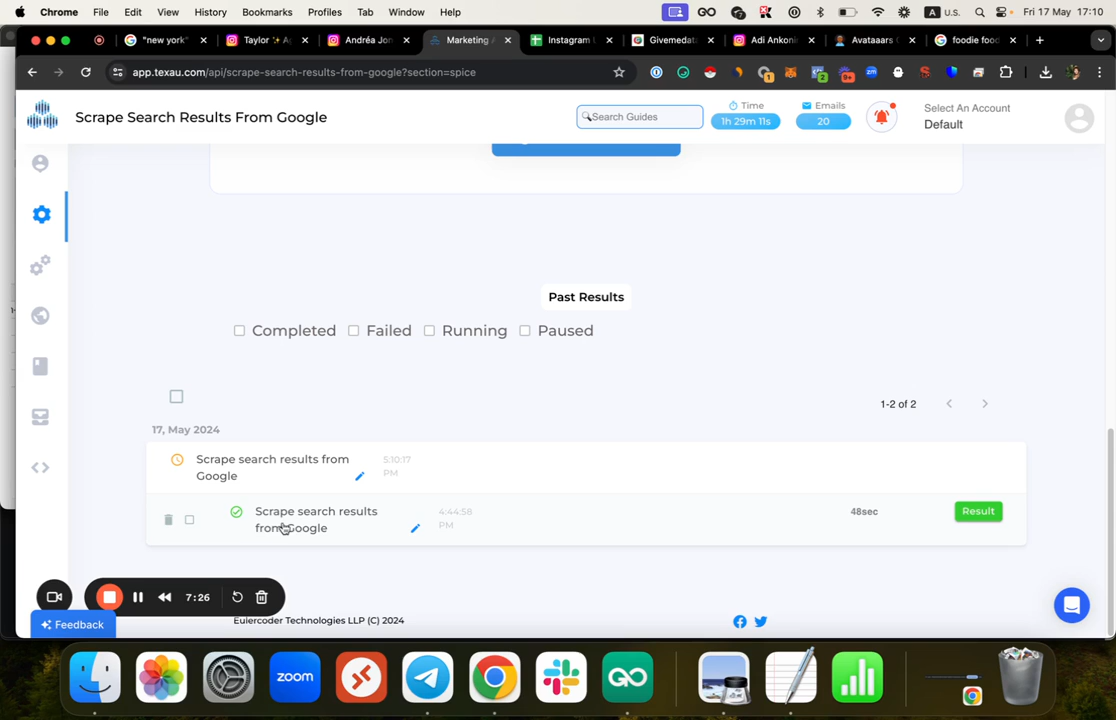 Chrome File Edit View History Bookmarks Profiles Tab Window Help A U.S. Fri 17 May 17:10
"new york" Taylor Andréa Jon Marketing A Instagram Givemedat Adi Ankoni Avataaars foodie food
app.texau.com/api/scrape-search-results-from-google?section=spice
Scrape Search Results From Google
Search Guides
Time
1h 29m 11s
Emails
20
Select An Account
Default
Past Results
Completed Failed Running Paused
1-2 of 2
17, May 2024
Scrape search results from
Google
5:10:17
PM
Scrape search results
from Google
4:44:58
PM
48sec
Result
7:26
Feedback
Eulercoder Technologies LLP (C) 2024
zoom